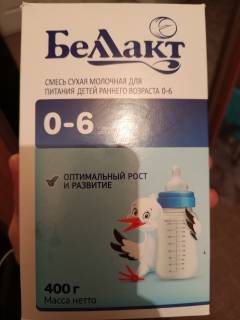 БеЛЛАКТ
СМЕСЬ СУХАЯ МОЛОЧНАЯ ДЛЯ
ПИТАНИЯ ДЕТЕЙ РАННЕГО ВОЗРАСТА 0-6
0-6
ОПТИМАЛЬНЫЙ РОСТ
И РАЗВИТИЕ
400 г
Масса нетто